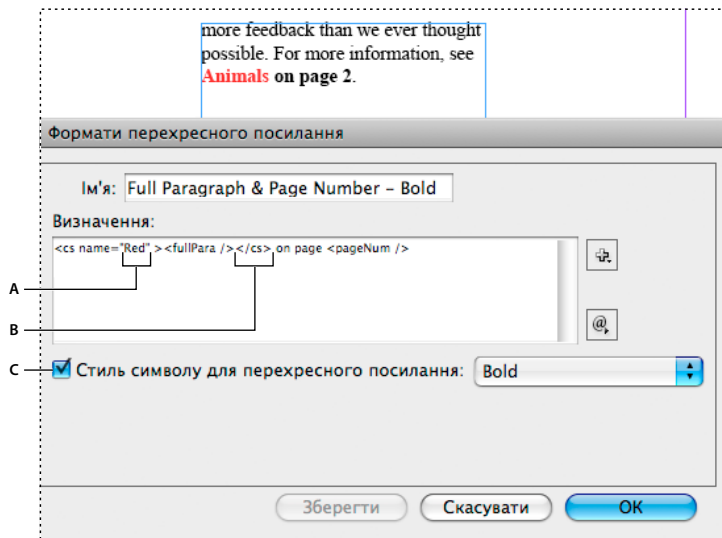 more feedback than we ever thought
possible. For more information, see
Animals on page 2.
Формати перехресного посилання
Ім'я: Full Paragraph & Page Number – Bold
Визначення:
<cs name="Red" ><fullPara /></cs> on page <pageNum />
A
B
@
C Стиль символу для перехресного посилання: Bold
Зберегти Скасувати OK